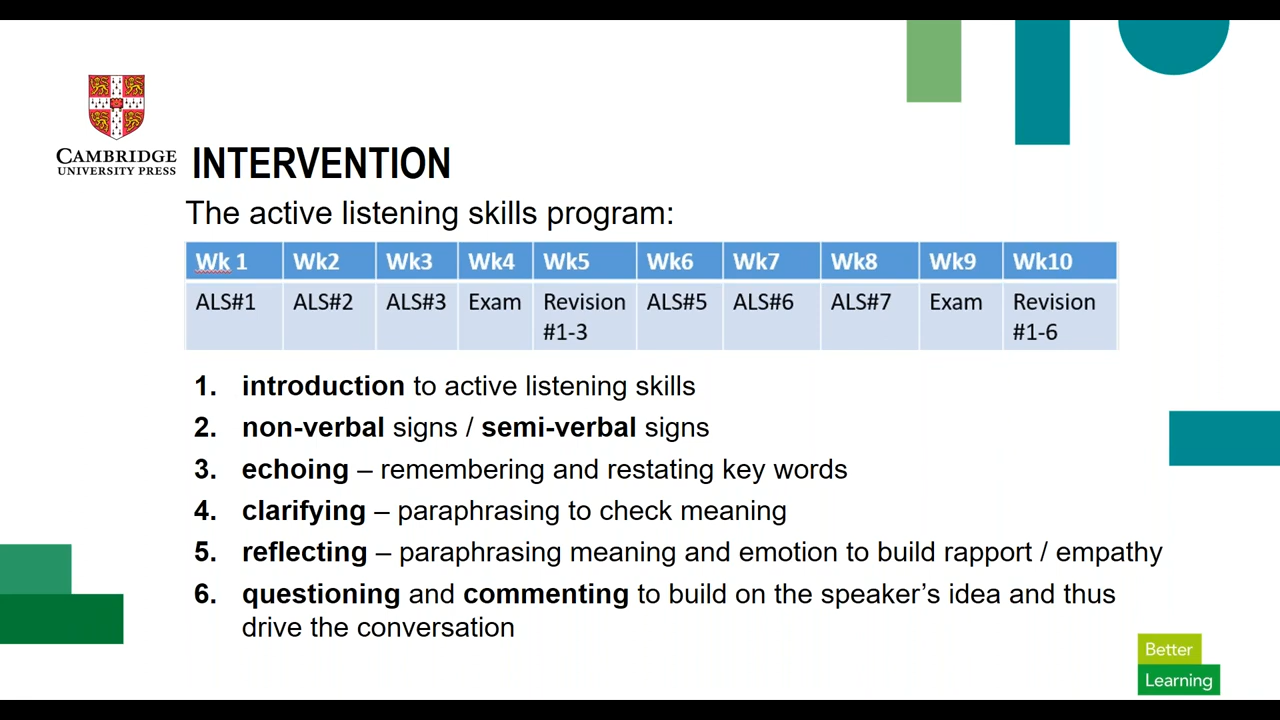 CAMBRIDGE
UNIVERSITY PRESS
INTERVENTION
The active listening skills program:
Wk 1 Wk2 Wk3 Wk4 Wk5 Wk6 Wk7 Wk8 Wk9 Wk10
ALS#1 ALS#2 ALS#3 Exam Revision ALS#5 ALS#6 ALS#7 Exam Revision
#1-3 #1-6
1. introduction to active listening skills
2. non-verbal signs / semi-verbal signs
3. echoing – remembering and restating key words
4. clarifying – paraphrasing to check meaning
5. reflecting – paraphrasing meaning and emotion to build rapport / empathy
6. questioning and commenting to build on the speaker’s idea and thus
drive the conversation
Better
Learning